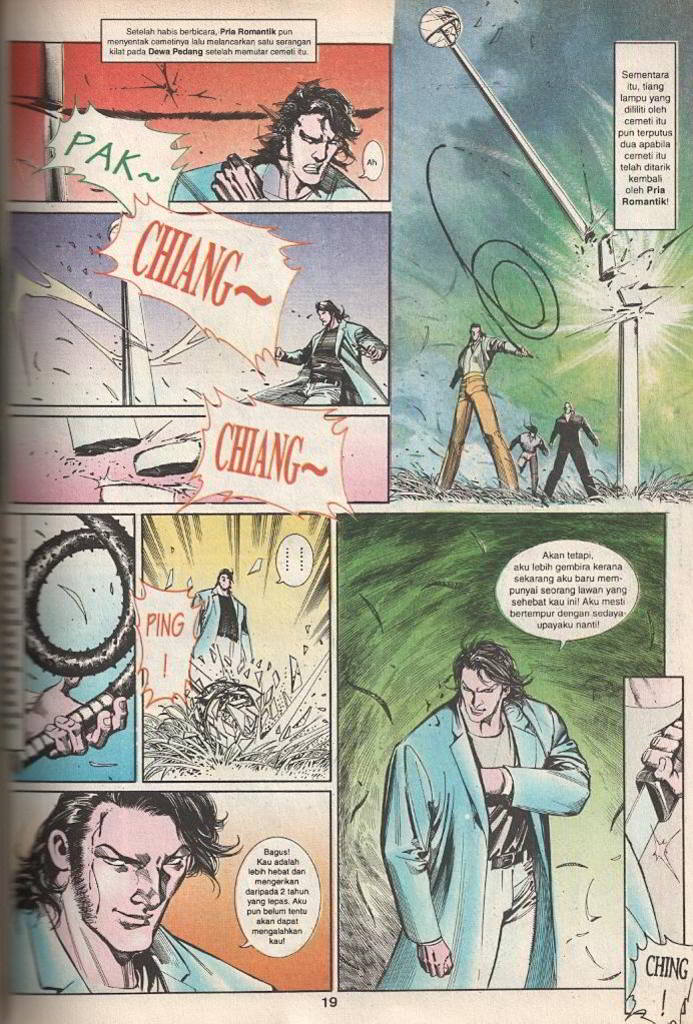 Setelah habis berbicara, Pria Romantik pun
menyentak cemetinya lalu melancarkan satu serangan
kilat pada Dewa Pedang setelah memutar cemeti itu.
PAK~
Ah
CHIANG~
CHIANG~
Sementara
itu, tiang
lampu yang
dililiti oleh
cemeti itu
pun terputus
dua apabila
cemeti itu
telah ditarik
kembali
oleh Pria
Romantik!
PING
!
Akan tetapi,
aku lebih gembira kerana
sekarang aku baru mem-
punyai seorang lawan yang
sehebat kau ini! Aku mesti
bertempur dengan sedaya-
upayaku nanti!
Bagus!
Kau adalah
lebih hebat dan
mengerikan
daripada 2 tahun
yang lepas. Aku
pun belum tentu
akan dapat
mengalahkan
kau!
CHING
!
19